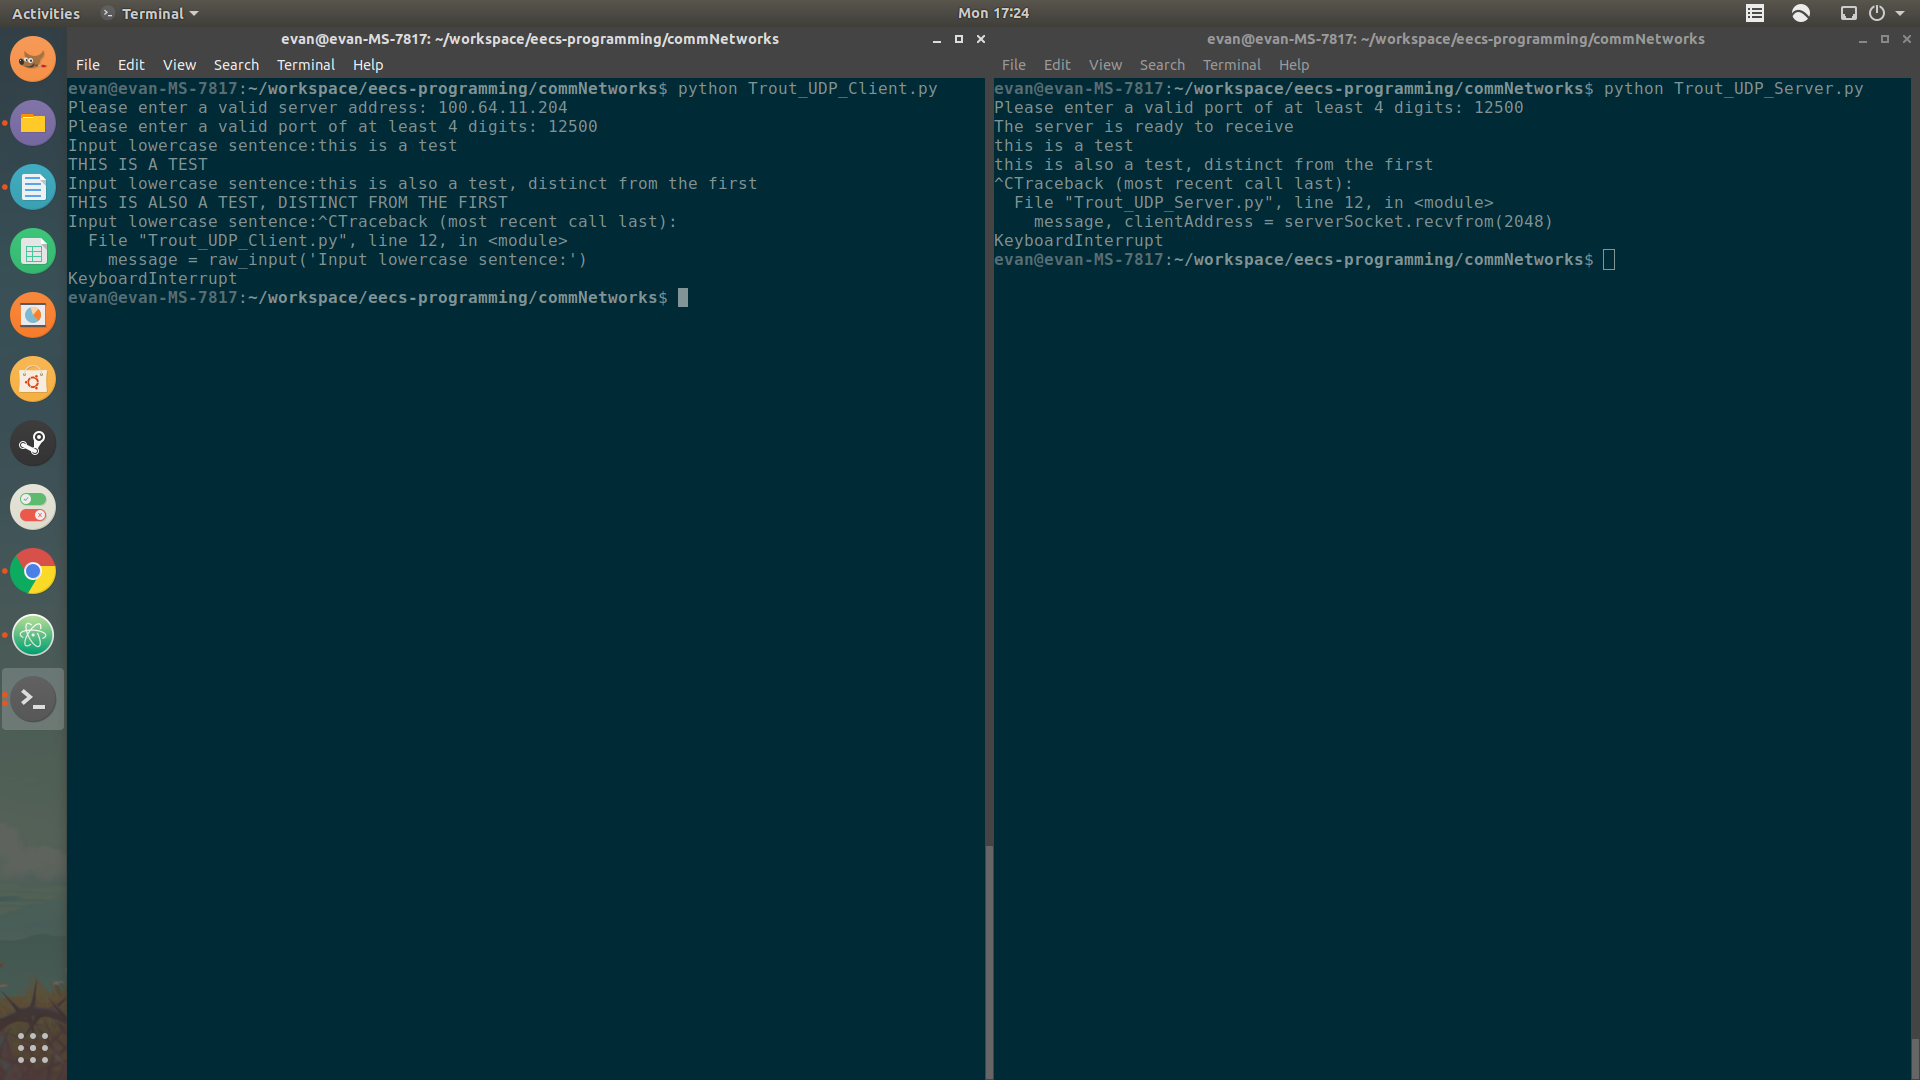 Activities
Terminal
Mon 17:24
evan@evan-MS-7817: ~/workspace/eecs-programming/commNetworks
File Edit View Search Terminal Help
evan@evan-MS-7817:~/workspace/eecs-programming/commNetworks$ python Trout_UDP_Client.py
Please enter a valid server address: 100.64.11.204
Please enter a valid port of at least 4 digits: 12500
Input lowercase sentence:this is a test
THIS IS A TEST
Input lowercase sentence:this is also a test, distinct from the first
THIS IS ALSO A TEST, DISTINCT FROM THE FIRST
Input lowercase sentence:^CTraceback (most recent call last):
  File "Trout_UDP_Client.py", line 12, in <module>
    message = raw_input('Input lowercase sentence:')
KeyboardInterrupt
evan@evan-MS-7817:~/workspace/eecs-programming/commNetworks$
evan@evan-MS-7817: ~/workspace/eecs-programming/commNetworks
File Edit View Search Terminal Help
evan@evan-MS-7817:~/workspace/eecs-programming/commNetworks$ python Trout_UDP_Server.py
Please enter a valid port of at least 4 digits: 12500
The server is ready to receive
this is a test
this is also a test, distinct from the first
^CTraceback (most recent call last):
  File "Trout_UDP_Server.py", line 12, in <module>
    message, clientAddress = serverSocket.recvfrom(2048)
KeyboardInterrupt
evan@evan-MS-7817:~/workspace/eecs-programming/commNetworks$